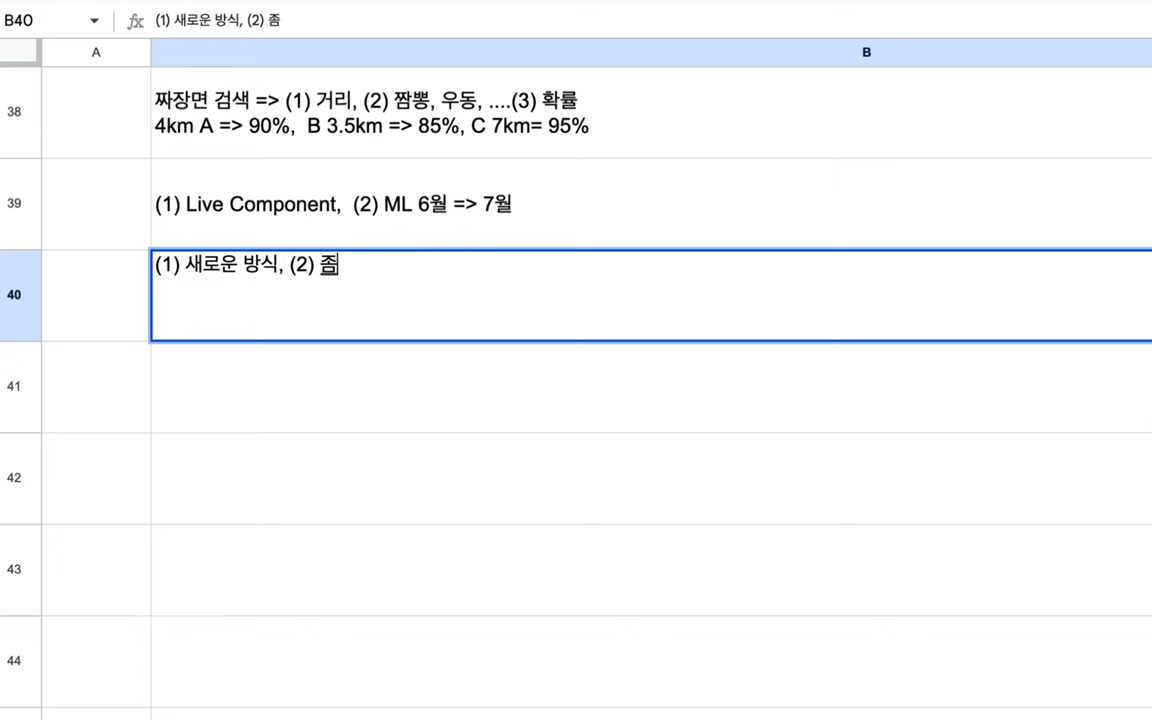 B40
fx (1) 새로운 방식, (2) 좀
A B
38
짜장면 검색 => (1) 거리, (2) 짬뽕, 우동, ....(3) 확률
4km A => 90%, B 3.5km => 85%, C 7km= 95%
39 (1) Live Component, (2) ML 6월 => 7월
40 (1) 새로운 방식, (2) 좀
41
42
43
44